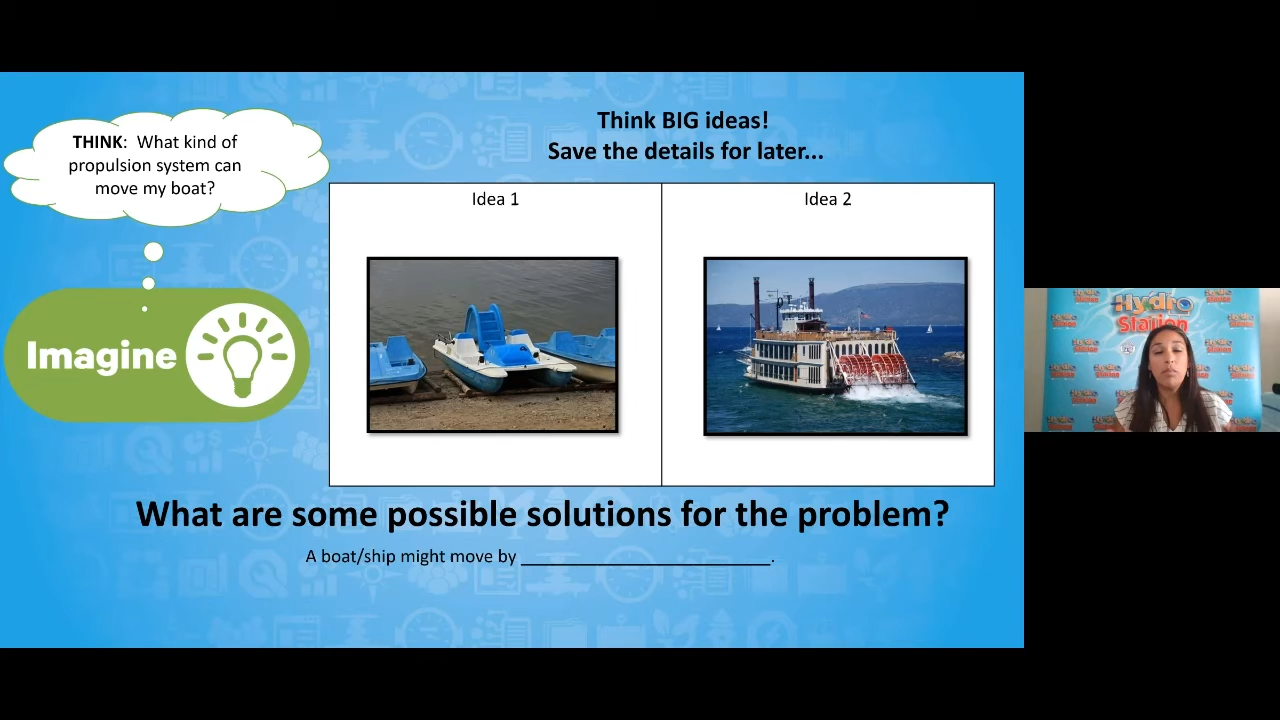 Think BIG ideas!
Save the details for later...
THINK: What kind of
propulsion system can
move my boat?
Imagine
Idea 1
Idea 2
What are some possible solutions for the problem?
A boat/ship might move by _________________________.
Hydro
Station